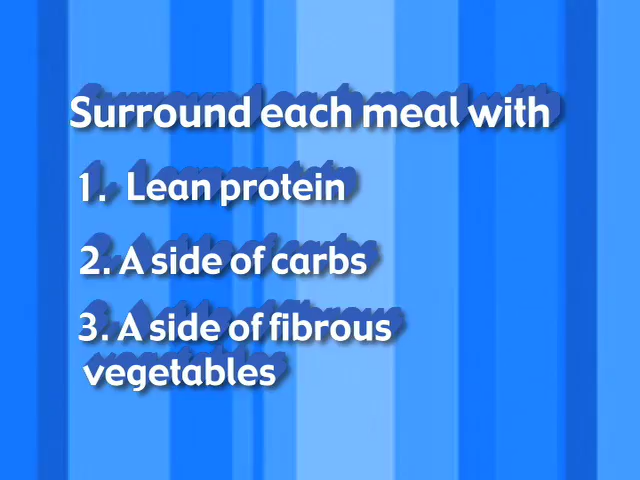 Surround each meal with
1. Lean protein
2. A side of carbs
3. A side of fibrous
vegetables